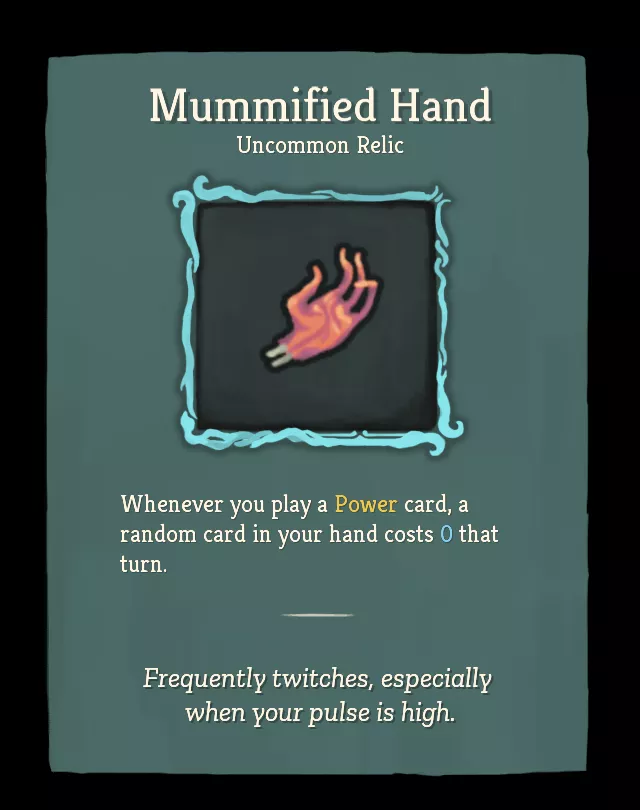 Mummified Hand
Uncommon Relic
Whenever you play a Power card, a
random card in your hand costs 0 that
turn.
Frequently twitches, especially
when your pulse is high.